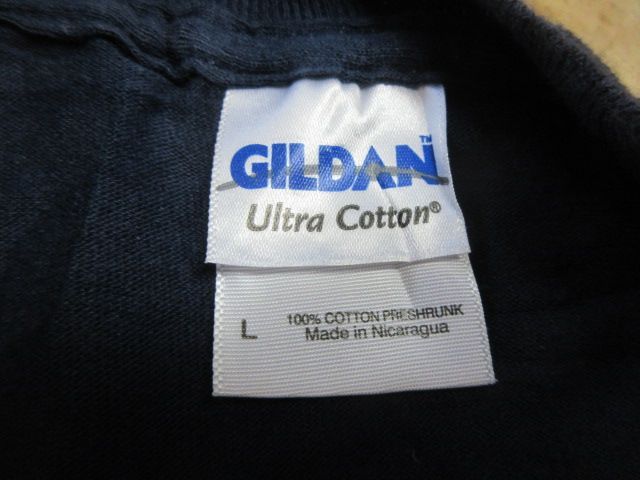 GILDAN™
Ultra Cotton®
L 100% COTTON PRESHRUNK
Made in Nicaragua